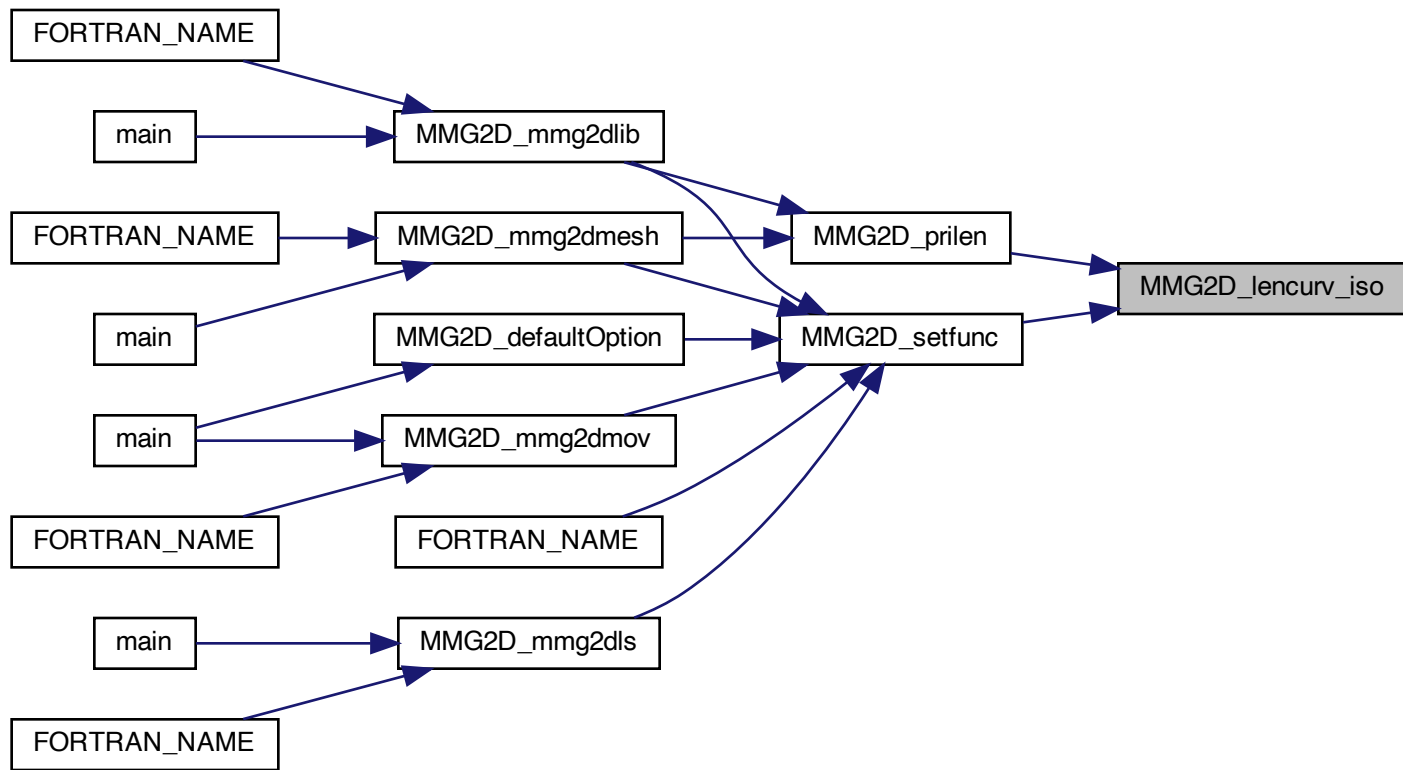 FORTRAN_NAME
main
MMG2D_mmg2dlib
FORTRAN_NAME
MMG2D_mmg2dmesh
MMG2D_prilen
MMG2D_lencurv_iso
main
MMG2D_defaultOption
MMG2D_setfunc
main
MMG2D_mmg2dmov
FORTRAN_NAME
FORTRAN_NAME
main
MMG2D_mmg2dls
FORTRAN_NAME